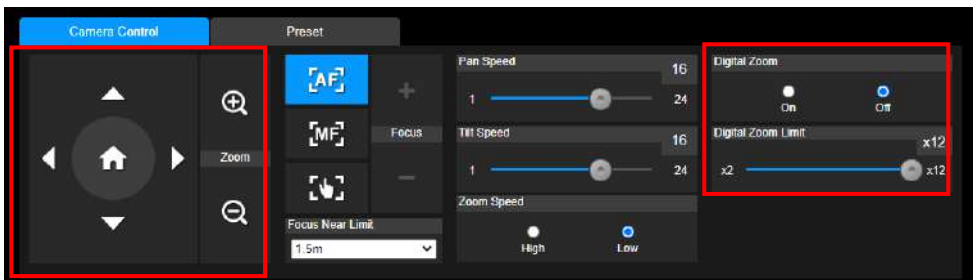 Camera Control
Preset
Zoom
AF
MF
Focus
Focus Near Limit
1.5m
Pan Speed
16
1
24
Tilt Speed
16
1
24
Zoom Speed
High
Low
Digital Zoom
On
Off
Digital Zoom Limit
x12
x2
x12